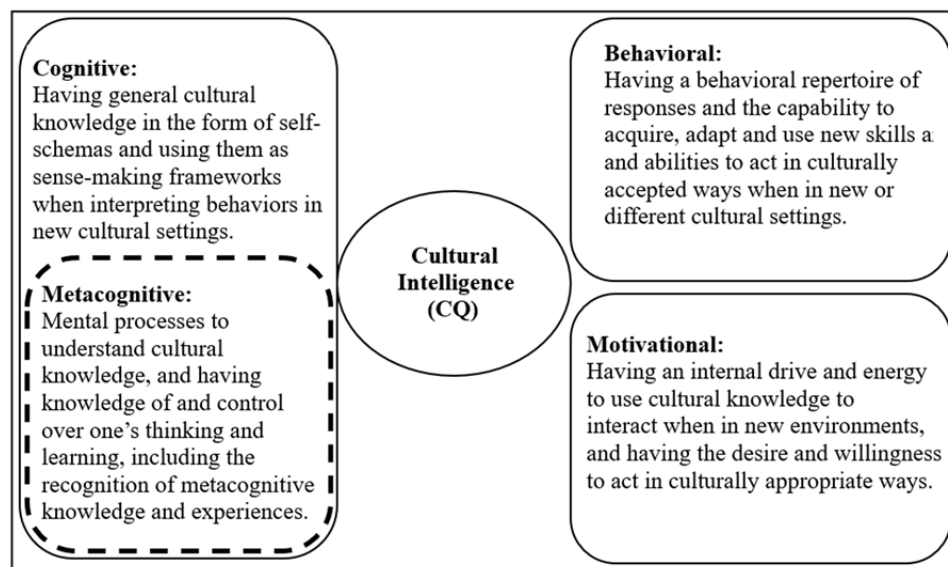 Cognitive:
Having general cultural
knowledge in the form of self-
schemas and using them as
sense-making frameworks
when interpreting behaviors in
new cultural settings.
Metacognitive:
Mental processes to
understand cultural
knowledge, and having
knowledge of and control
over one’s thinking and
learning, including the
recognition of metacognitive
knowledge and experiences.
Cultural
Intelligence
(CQ)
Behavioral:
Having a behavioral repertoire of
responses and the capability to
acquire, adapt and use new skills a
and abilities to act in culturally
accepted ways when in new or
different cultural settings.
Motivational:
Having an internal drive and energy
to use cultural knowledge to
interact when in new environments,
and having the desire and willingness
to act in culturally appropriate ways.